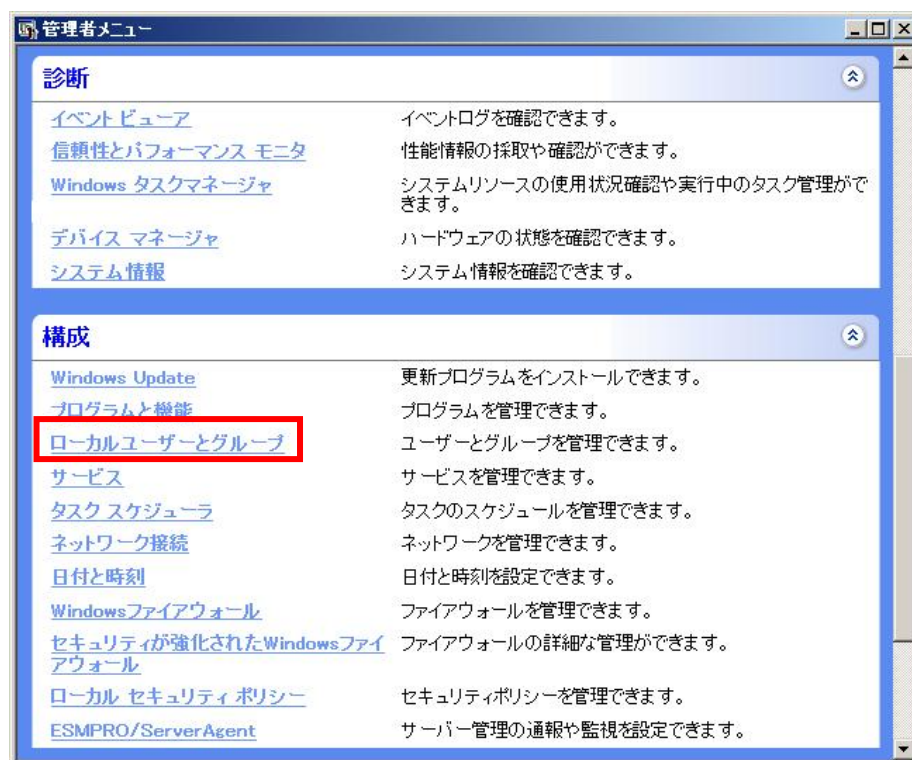 管理者メニュー
診断
イベント ビューア イベントログを確認できます。
信頼性とパフォーマンス モニタ 性能情報の採取や確認ができます。
Windows タスクマネージャ システムリソースの使用状況確認や実行中のタスク管理がで
きます。
デバイス マネージャ ハードウェアの状態を確認できます。
システム情報 システム情報を確認できます。
構成
Windows Update 更新プログラムをインストールできます。
プログラムと機能 プログラムを管理できます。
ローカルユーザーとグループ ユーザーとグループを管理できます。
サービス サービスを管理できます。
タスク スケジューラ タスクのスケジュールを管理できます。
ネットワーク接続 ネットワークを管理できます。
日付と時刻 日付と時刻を設定できます。
Windowsファイアウォール ファイアウォールを管理できます。
セキュリティが強化されたWindowsファイ ファイアウォールの詳細な管理ができます。
アウォール
ローカル セキュリティ ポリシー セキュリティポリシーを管理できます。
ESMPRO/ServerAgent サーバー管理の通報や監視を設定できます。